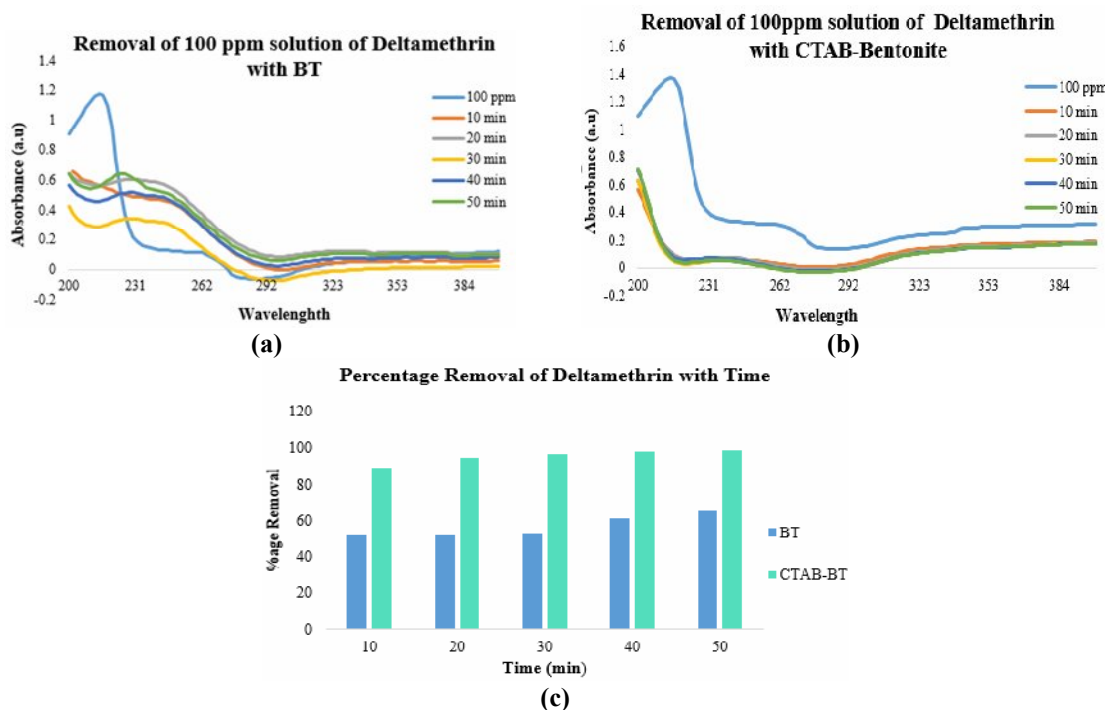 Removal of 100 ppm solution of Deltamethrin
with BT
1.4
1.2
1
0.8
0.6
0.4
0.2
0
-0.2
Absorbance (a.u)
200 231 262 292 323 353 384
Wavelenghth
100 ppm
10 min
20 min
30 min
40 min
50 min
(a)
Removal of 100ppm solution of Deltamethrin
with CTAB-Bentonite
1.6
1.4
1.2
1
0.8
0.6
0.4
0.2
0
-0.2
Absorbance (a.u)
200 231 262 292 323 353 384
Wavelength
100 ppm
10 min
20 min
30 min
40 min
50 min
(b)
Percentage Removal of Deltamethrin with Time
120
100
80
60
40
20
0
%age Removal
10 20 30 40 50
Time (min)
BT
CTAB-BT
(c)